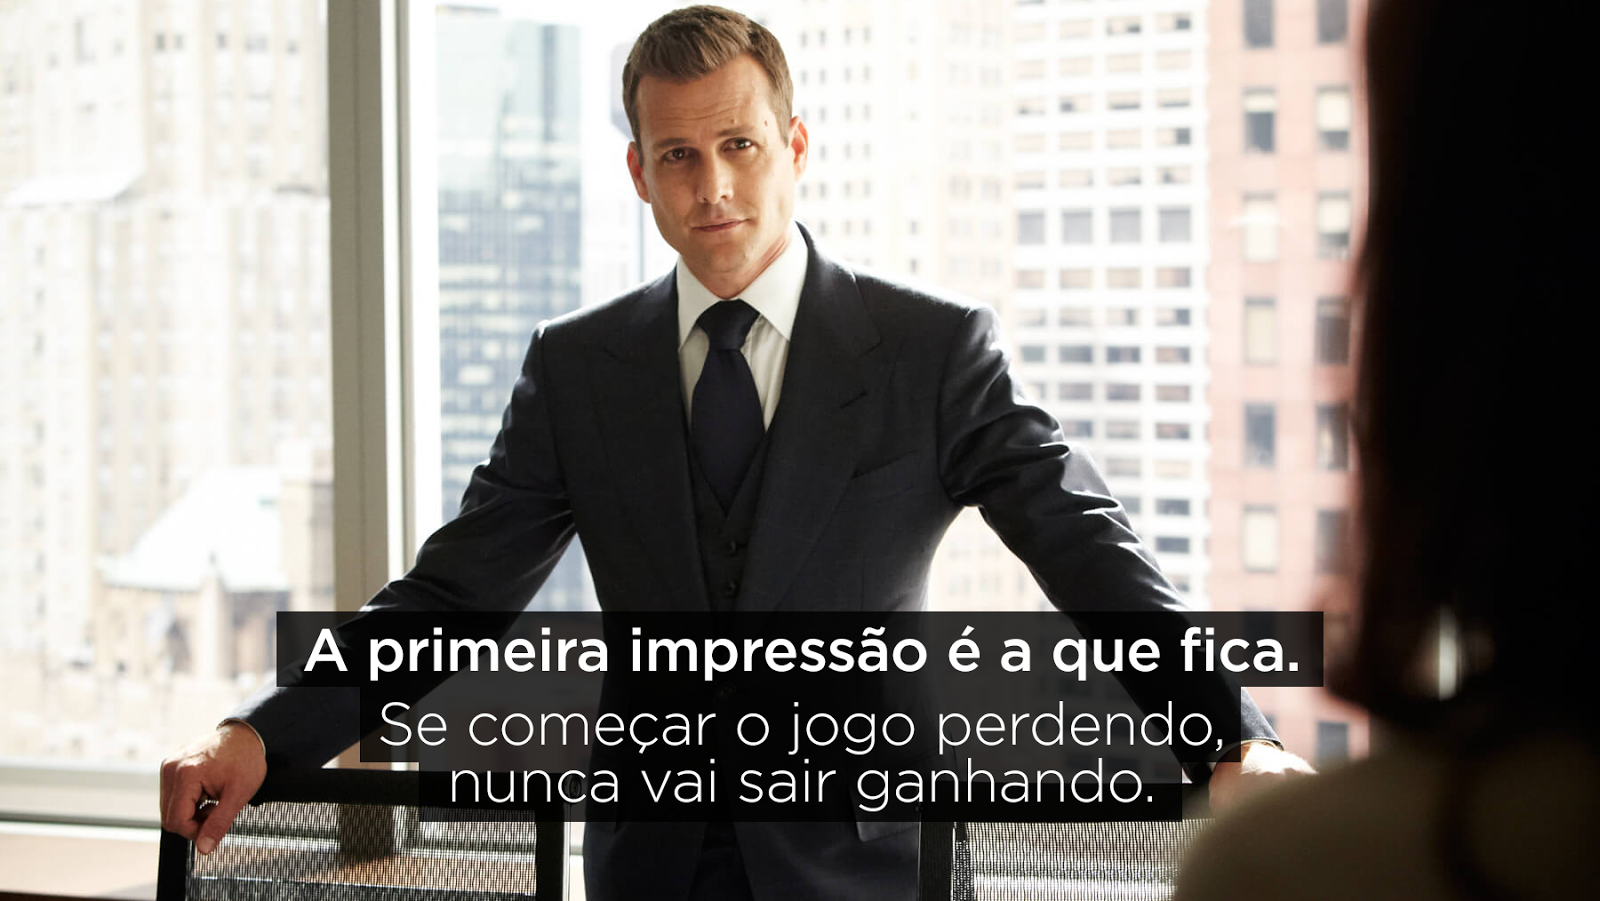 A primeira impressão é a que fica.
Se começar o jogo perdendo,
nunca vai sair ganhando.